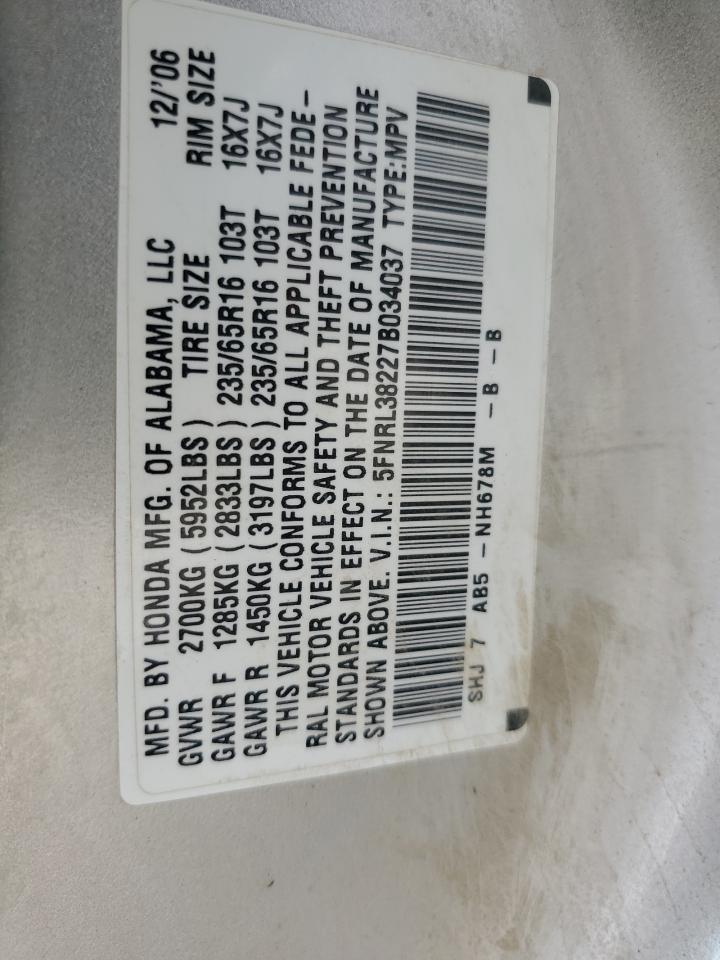 MFD. BY HONDA MFG. OF ALABAMA, LLC 12/'06
GVWR 2700KG (5952LBS) TIRE SIZE RIM SIZE
GAWR F 1285KG (2833LBS) 235/65R16 103T 16X7J
GAWR R 1450KG (3197LBS) 235/65R16 103T 16X7J
THIS VEHICLE CONFORMS TO ALL APPLICABLE FEDE-
RAL MOTOR VEHICLE SAFETY AND THEFT PREVENTION
STANDARDS IN EFFECT ON THE DATE OF MANUFACTURE
SHOWN ABOVE. V.I.N.: 5FNRL38227B034037 TYPE:MPV
SHJ 7 AB5 -NH678M -B -B